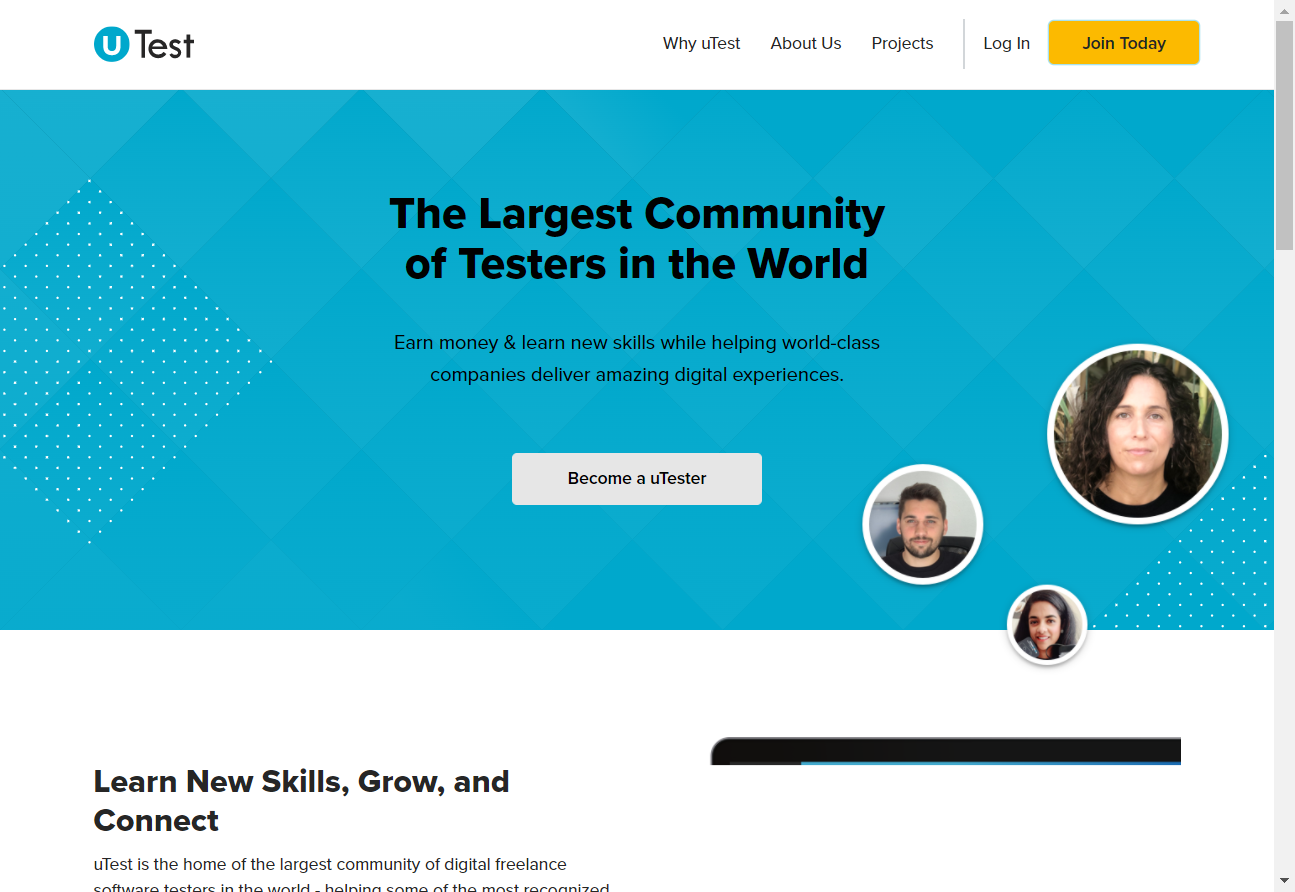 uTest
Why uTest
About Us
Projects
Log In
Join Today
The Largest Community
of Testers in the World
Earn money & learn new skills while helping world-class
companies deliver amazing digital experiences.
Become a uTester
Learn New Skills, Grow, and
Connect
uTest is the home of the largest community of digital freelance
software testers in the world - helping some of the most recognized